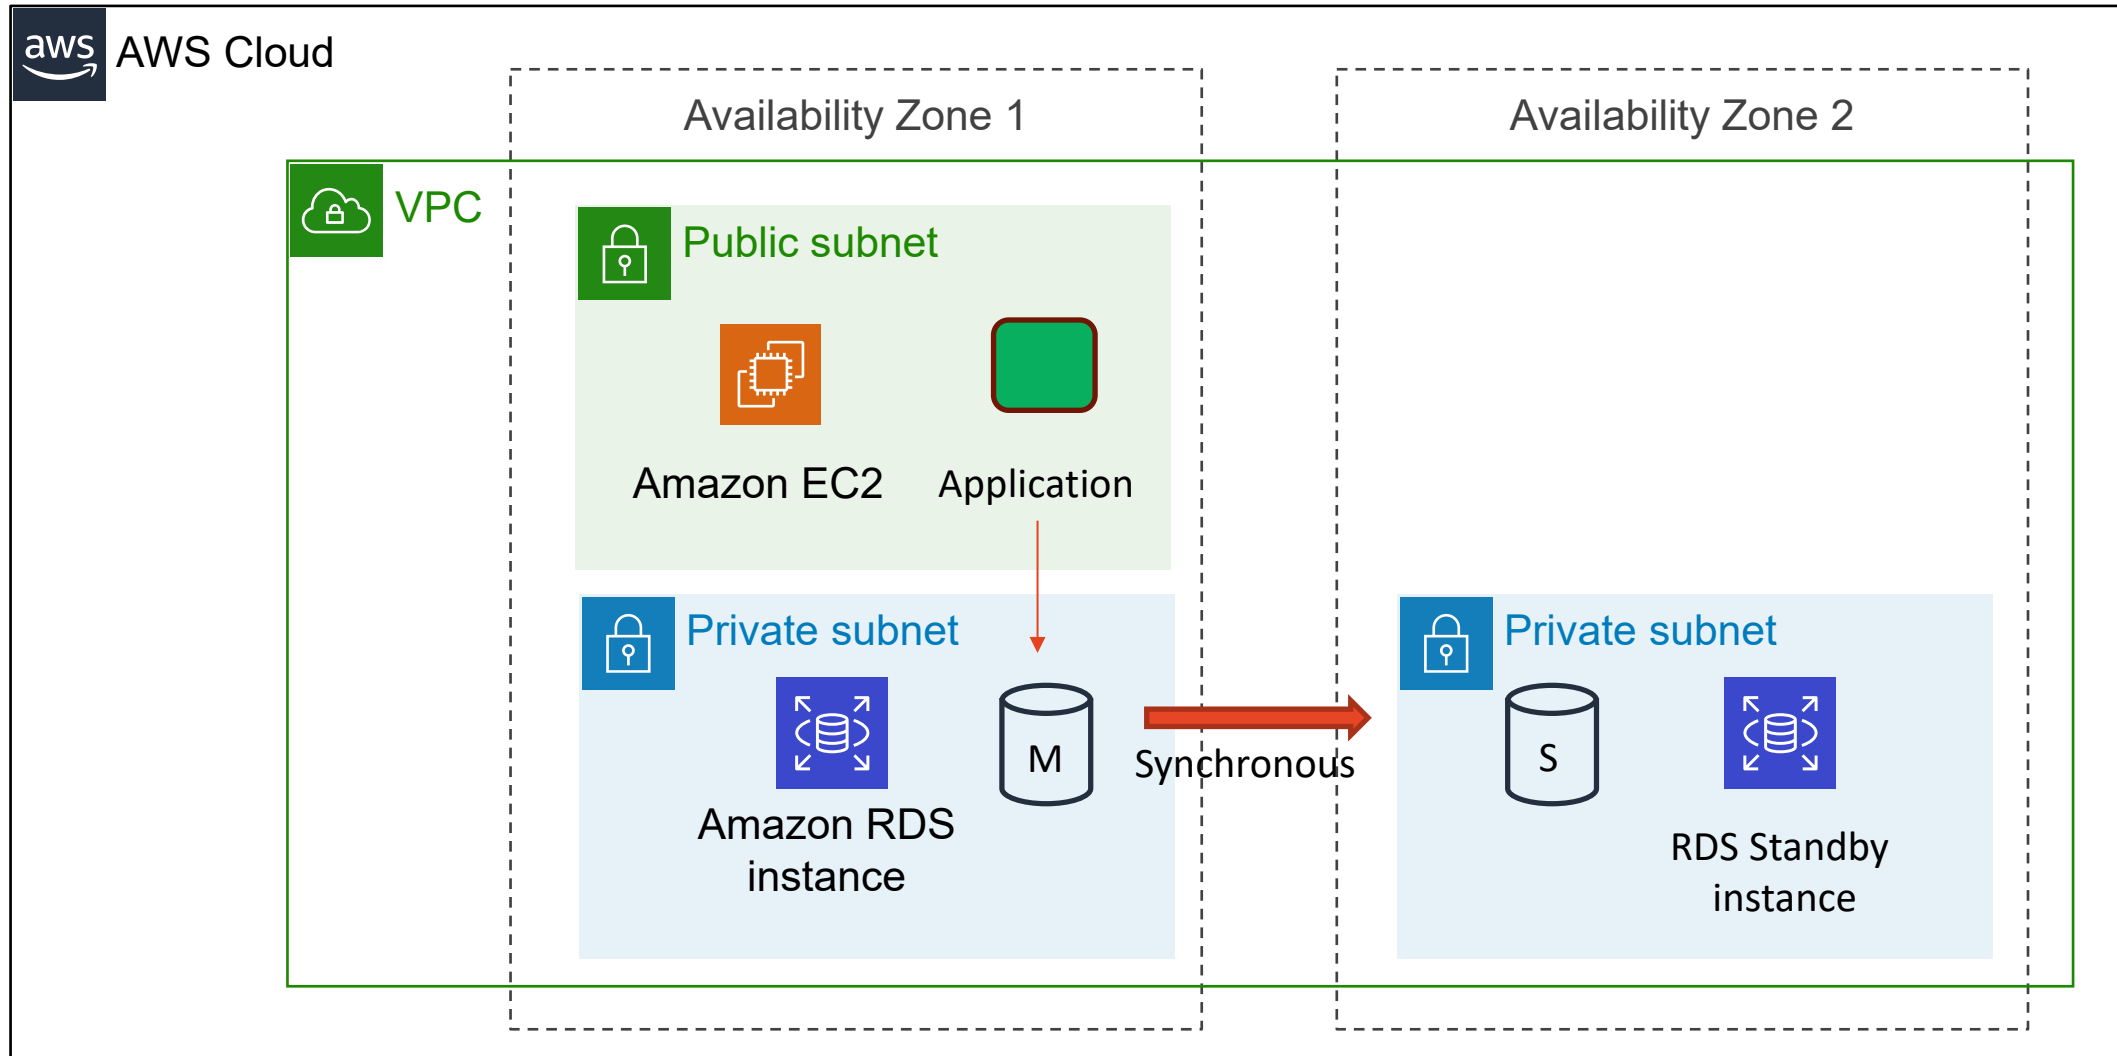 aws
AWS Cloud
Availability Zone 1
Availability Zone 2
VPC
Public subnet
Amazon EC2
Application
Private subnet
Amazon RDS
instance
M
Synchronous
Private subnet
S
RDS Standby
instance